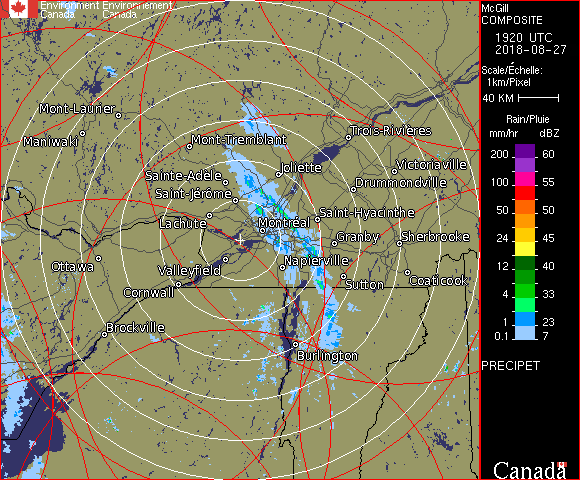 Environment Environnement
Canada Canada
McGill
COMPOSITE
1920 UTC
2018-08-27
Scale/Échelle:
1km/Pixel
40 KM
Rain/Pluie
mm/hr dBZ
200 60
100 55
50 50
24 45
12 40
4 33
1 23
0.1 7
PRECIPET
Canada
Mont-Laurier
Maniwaki
Mont-Tremblant
Trois-Rivières
Joliette
Victoriaville
Sainte-Adèle
Drummondville
Saint-Jérôme
Lachute
Montréal
Saint-Hyacinthe
Granby
Sherbrooke
Ottawa
Valleyfield
Napierville
Cornwall
Sutton
Coaticook
Brockville
Burlington